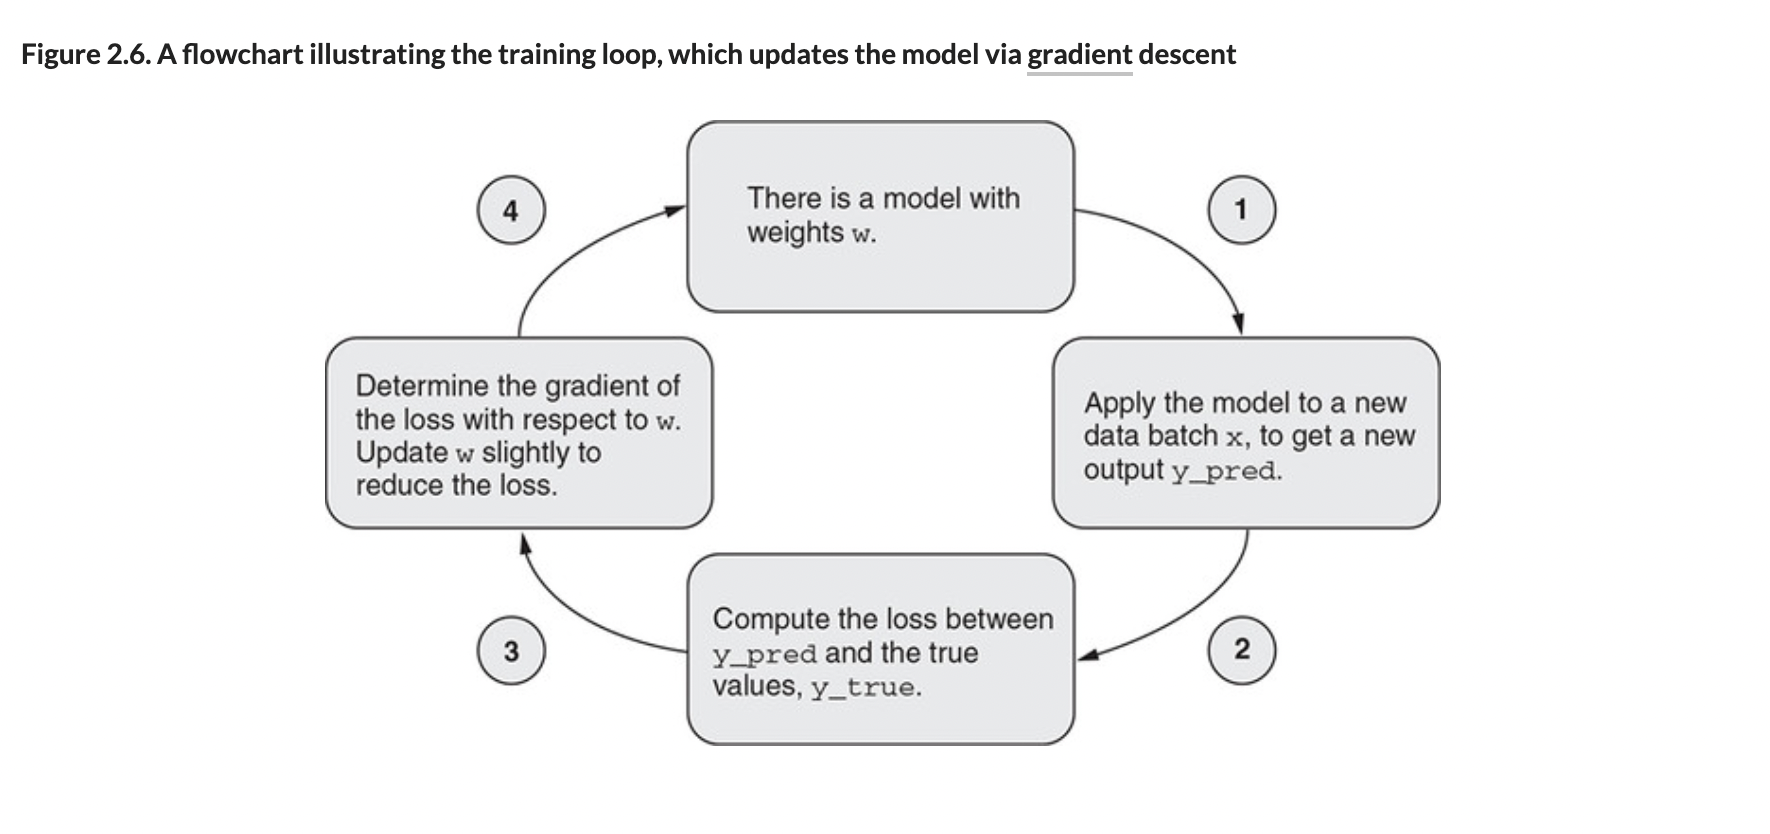 Figure 2.6. A flowchart illustrating the training loop, which updates the model via gradient descent
There is a model with
weights w.
1
Apply the model to a new
data batch x, to get a new
output y_pred.
2
Compute the loss between
y_pred and the true
values, y_true.
3
Determine the gradient of
the loss with respect to w.
Update w slightly to
reduce the loss.
4